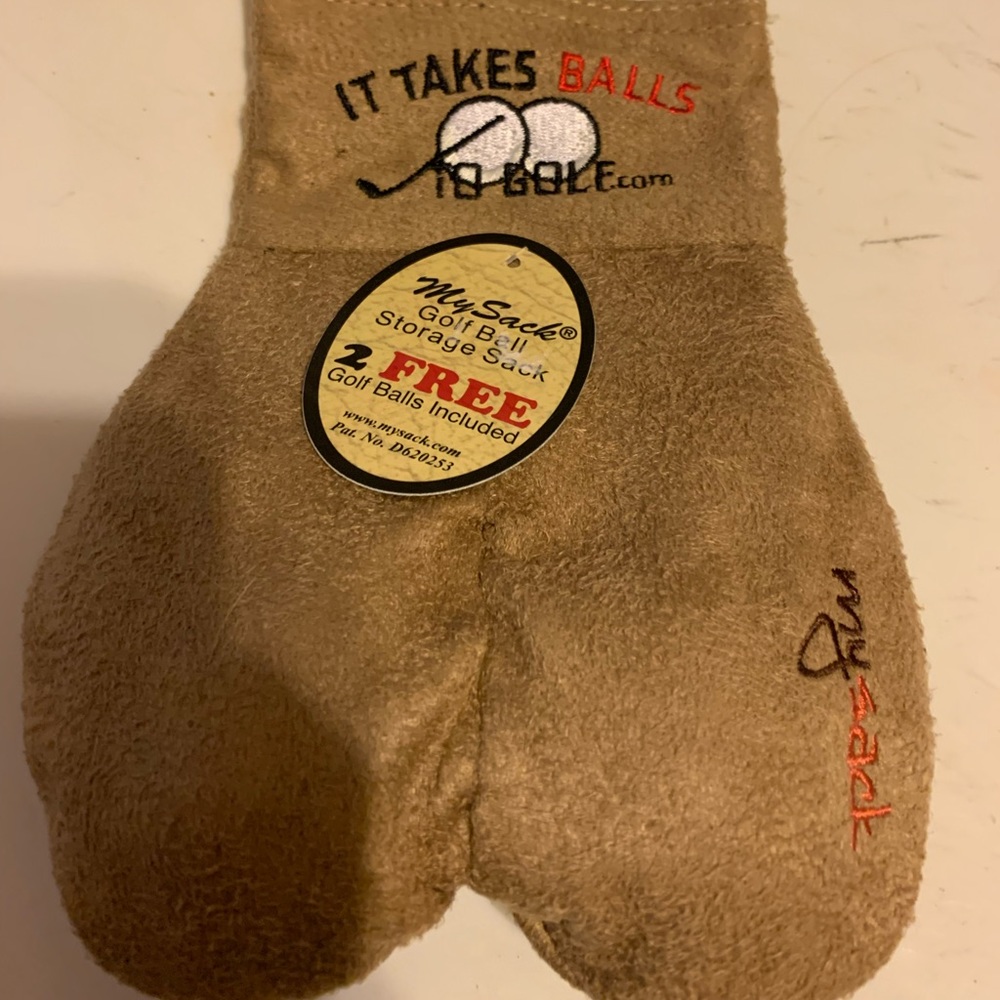 IT TAKES BALLS
TO GOLF.com
MySack®
Golf Ball
Storage Sack
2 FREE
Golf Balls Included
www.mysack.com
Pat. No. D620253
my sack